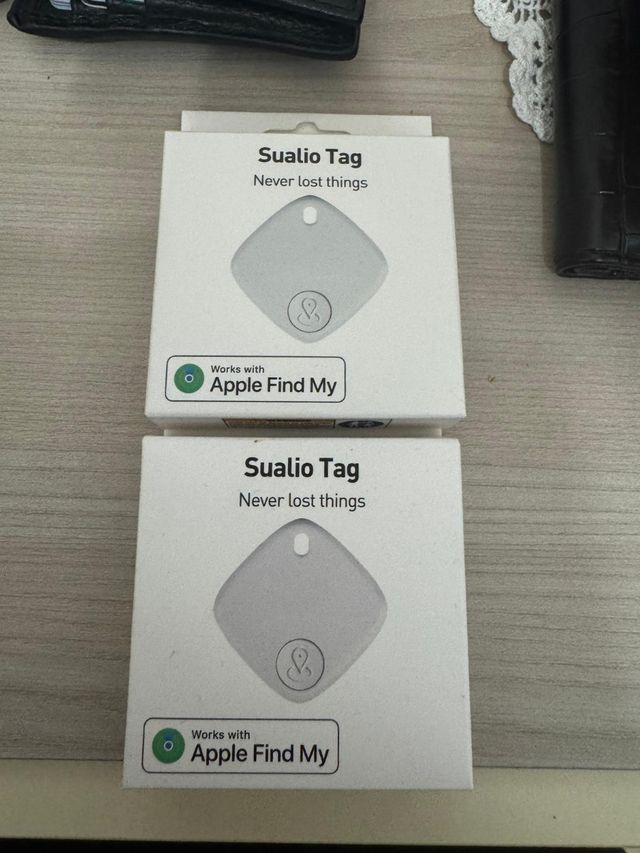 Sualio Tag
Never lost things
Works with
Apple Find My
Sualio Tag
Never lost things
Works with
Apple Find My